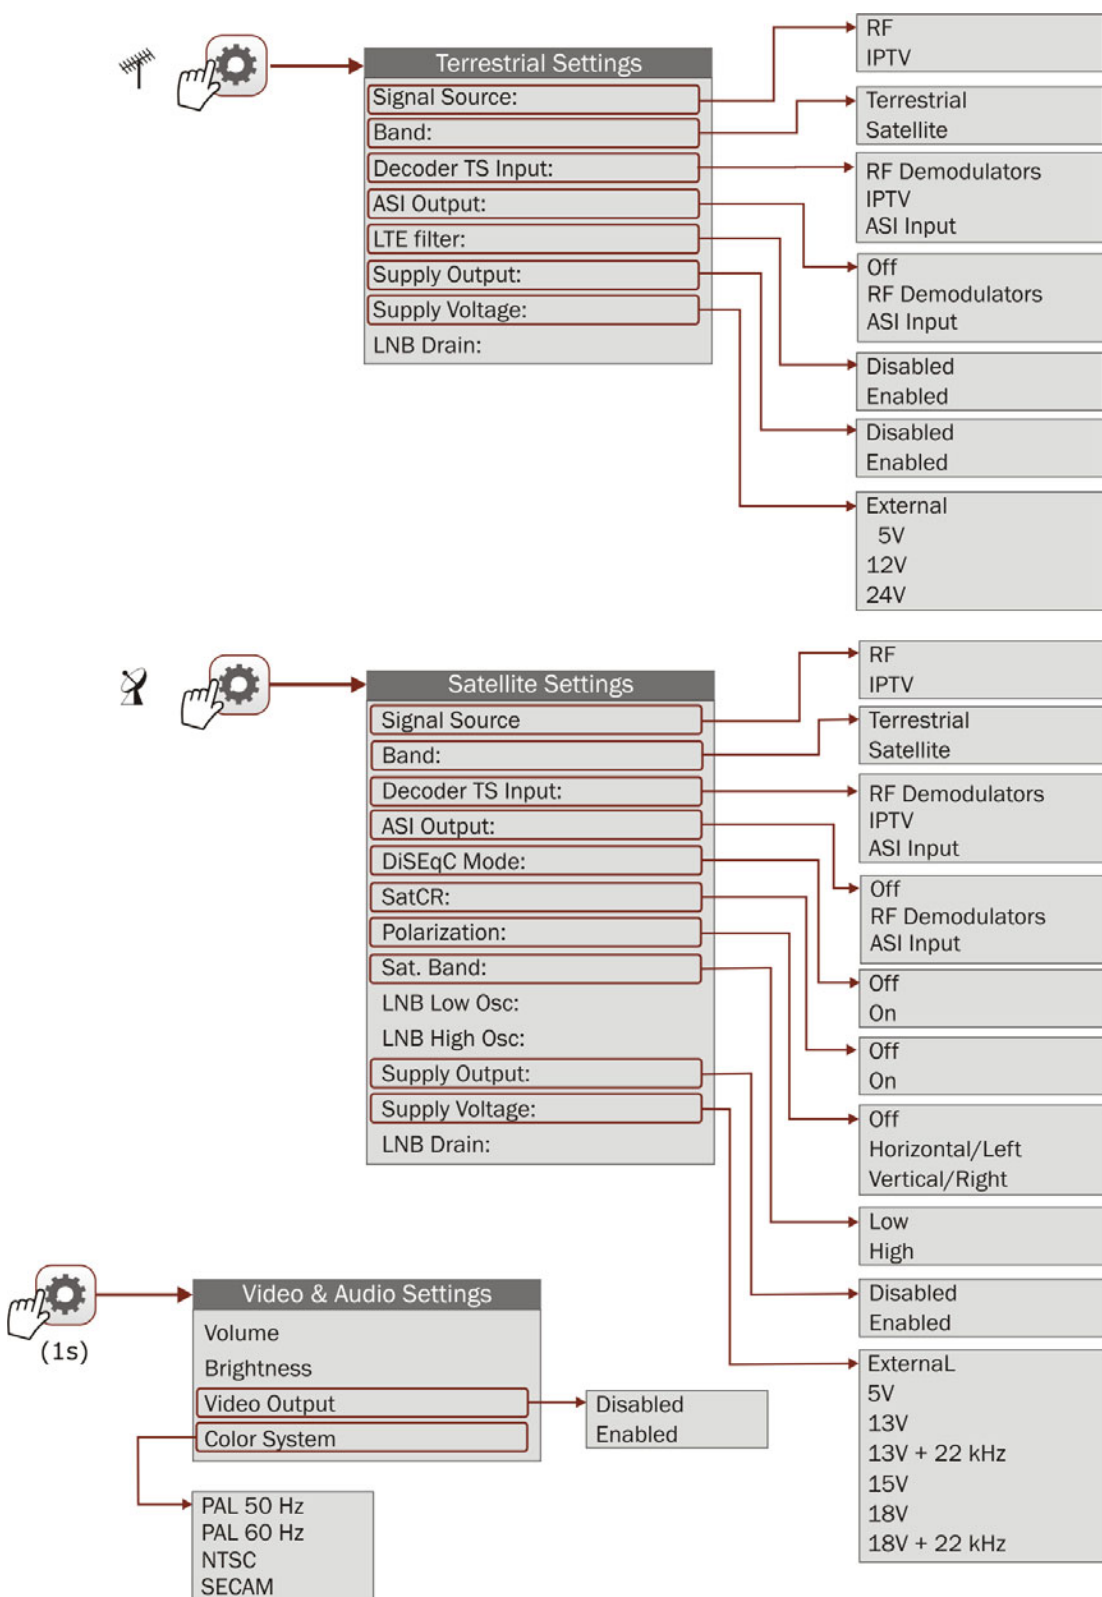 Terrestrial Settings
Signal Source:
Band:
Decoder TS Input:
ASI Output:
LTE filter:
Supply Output:
Supply Voltage:
LNB Drain:
RF
IPTV
Terrestrial
Satellite
RF Demodulators
IPTV
ASI Input
Off
RF Demodulators
ASI Input
Disabled
Enabled
Disabled
Enabled
External
5V
12V
24V
Satellite Settings
Signal Source
Band:
Decoder TS Input:
ASI Output:
DiSEqC Mode:
SatCR:
Polarization:
Sat. Band:
LNB Low Osc:
LNB High Osc:
Supply Output:
Supply Voltage:
LNB Drain:
RF
IPTV
Terrestrial
Satellite
RF Demodulators
IPTV
ASI Input
Off
RF Demodulators
ASI Input
Off
On
Off
On
Off
Horizontal/Left
Vertical/Right
Low
High
Disabled
Enabled
ExternaL
5V
13V
13V + 22 kHz
15V
18V
18V + 22 kHz
(1s)
Video & Audio Settings
Volume
Brightness
Video Output
Color System
Disabled
Enabled
PAL 50 Hz
PAL 60 Hz
NTSC
SECAM